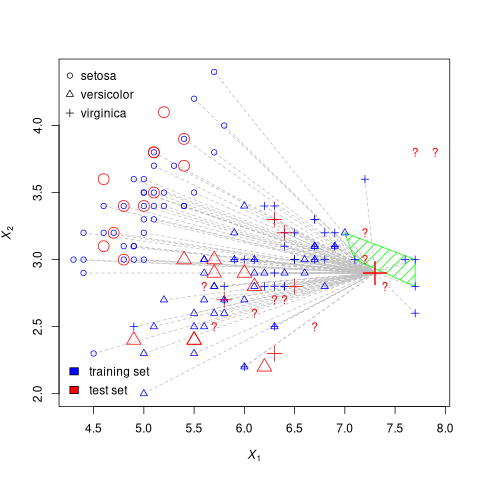 setosa
versicolor
virginica
training set
test set
X2
2.0
2.5
3.0
3.5
4.0
4.5 5.0 5.5 6.0 6.5 7.0 7.5 8.0
X1
? ?
?
?
? ?
? ?
?
? ?